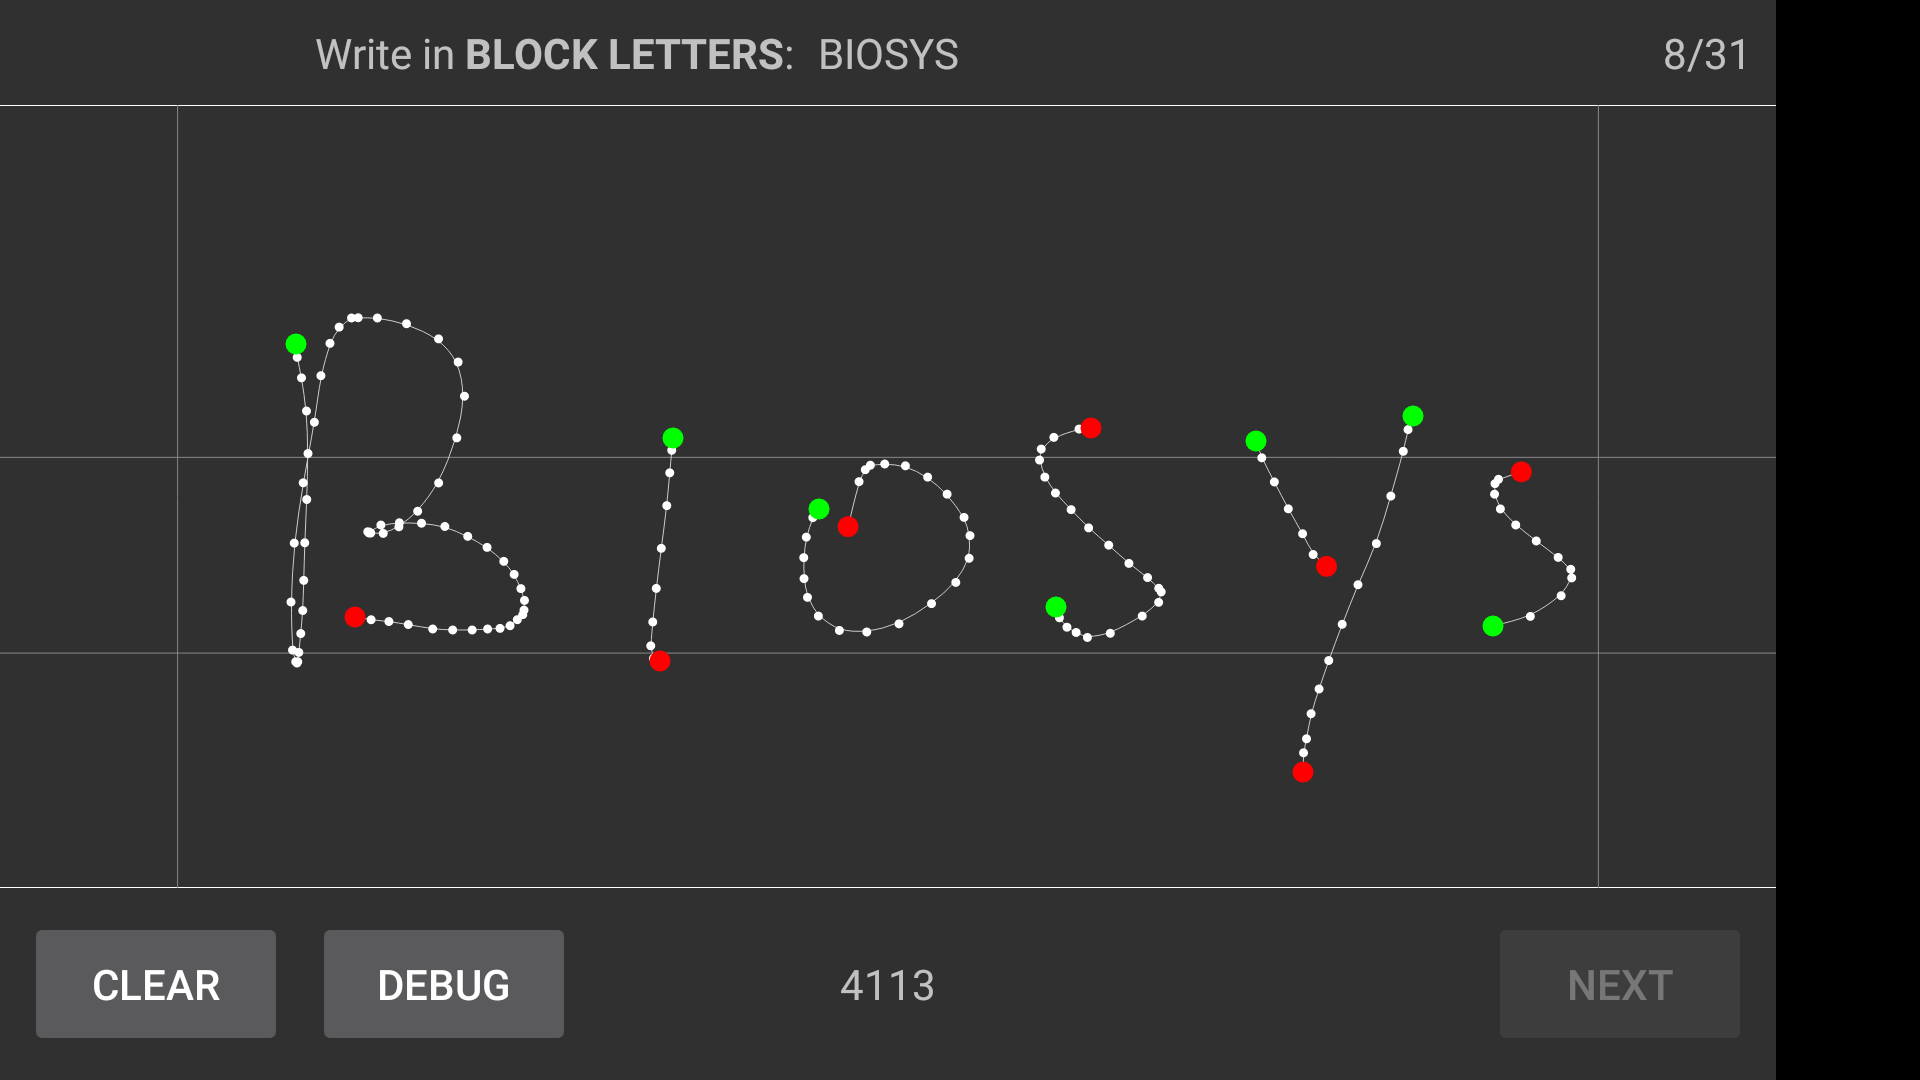 Write in BLOCK LETTERS: BIOSYS 8/31
BIOSYS
CLEAR DEBUG 4113 NEXT